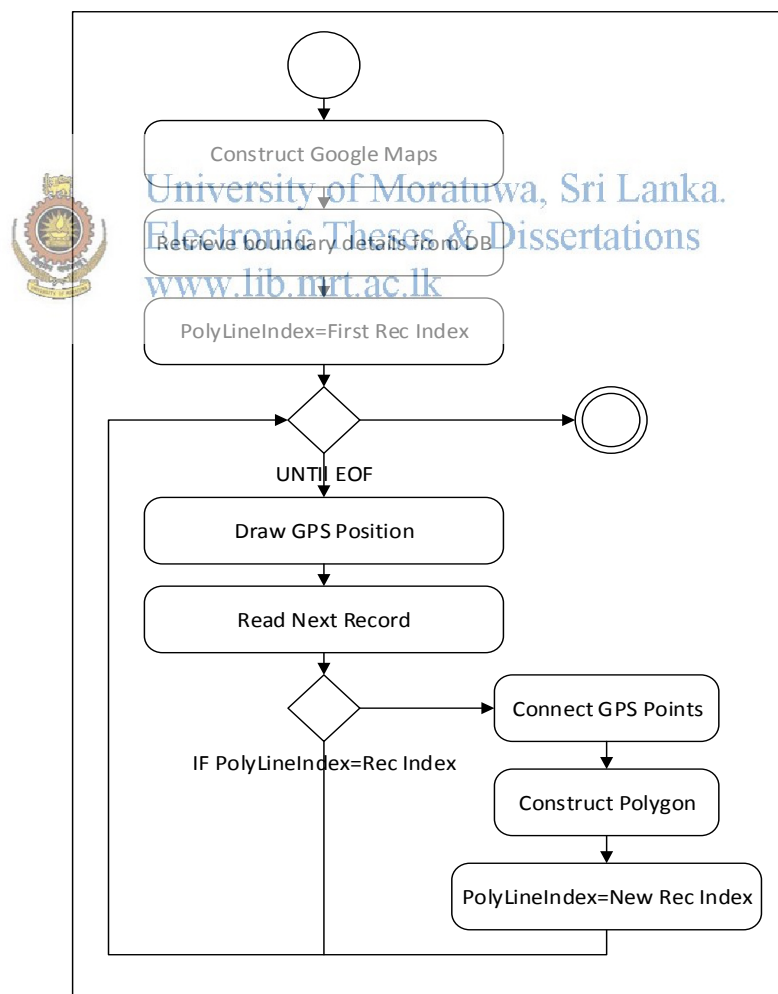 Construct Google Maps
University of Moratuwa, Sri Lanka.
Electronic Theses & Dissertations
Retrieve boundary details from DB
www.lib.mrt.ac.lk
PolyLineIndex=First Rec Index
UNTIL EOF
Draw GPS Position
Read Next Record
Connect GPS Points
IF PolyLineIndex=Rec Index
Construct Polygon
PolyLineIndex=New Rec Index